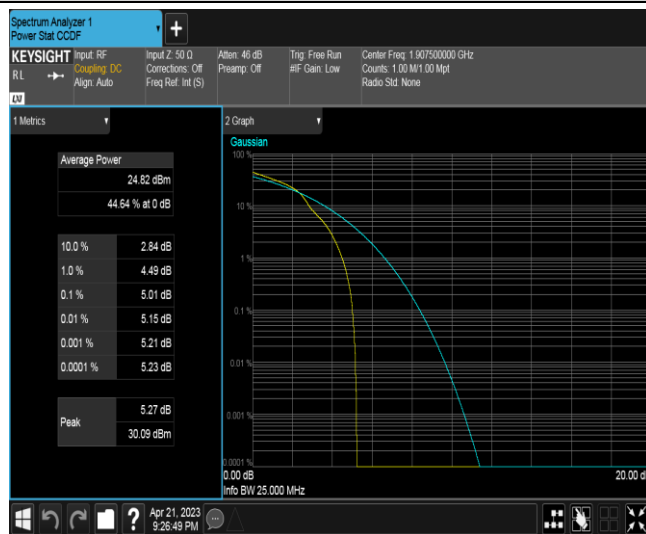 Spectrum Analyzer 1
Power Stat CCDF
+
KEYSIGHT Input: RF Input Z: 50 Ω Atten: 46 dB Trig: Free Run Center Freq: 1.907500000 GHz
RL Coupling: DC Corrections: Off Preamp: Off #IF Gain: Low Counts: 1.00 M/1.00 Mpt
Align: Auto Freq Ref: Int (S) Radio Std: None
LXI
1 Metrics
2 Graph
Average Power
24.82 dBm
44.64 % at 0 dB
10.0 % 2.84 dB
1.0 % 4.49 dB
0.1 % 5.01 dB
0.01 % 5.15 dB
0.001 % 5.21 dB
0.0001 % 5.23 dB
Peak 5.27 dB
30.09 dBm
Gaussian
100 %
10 %
1 %
0.1 %
0.01 %
0.001 %
0.0001 %
0.00 dB 20.00 d
Info BW 25.000 MHz
? Apr 21, 2023
9:26:49 PM